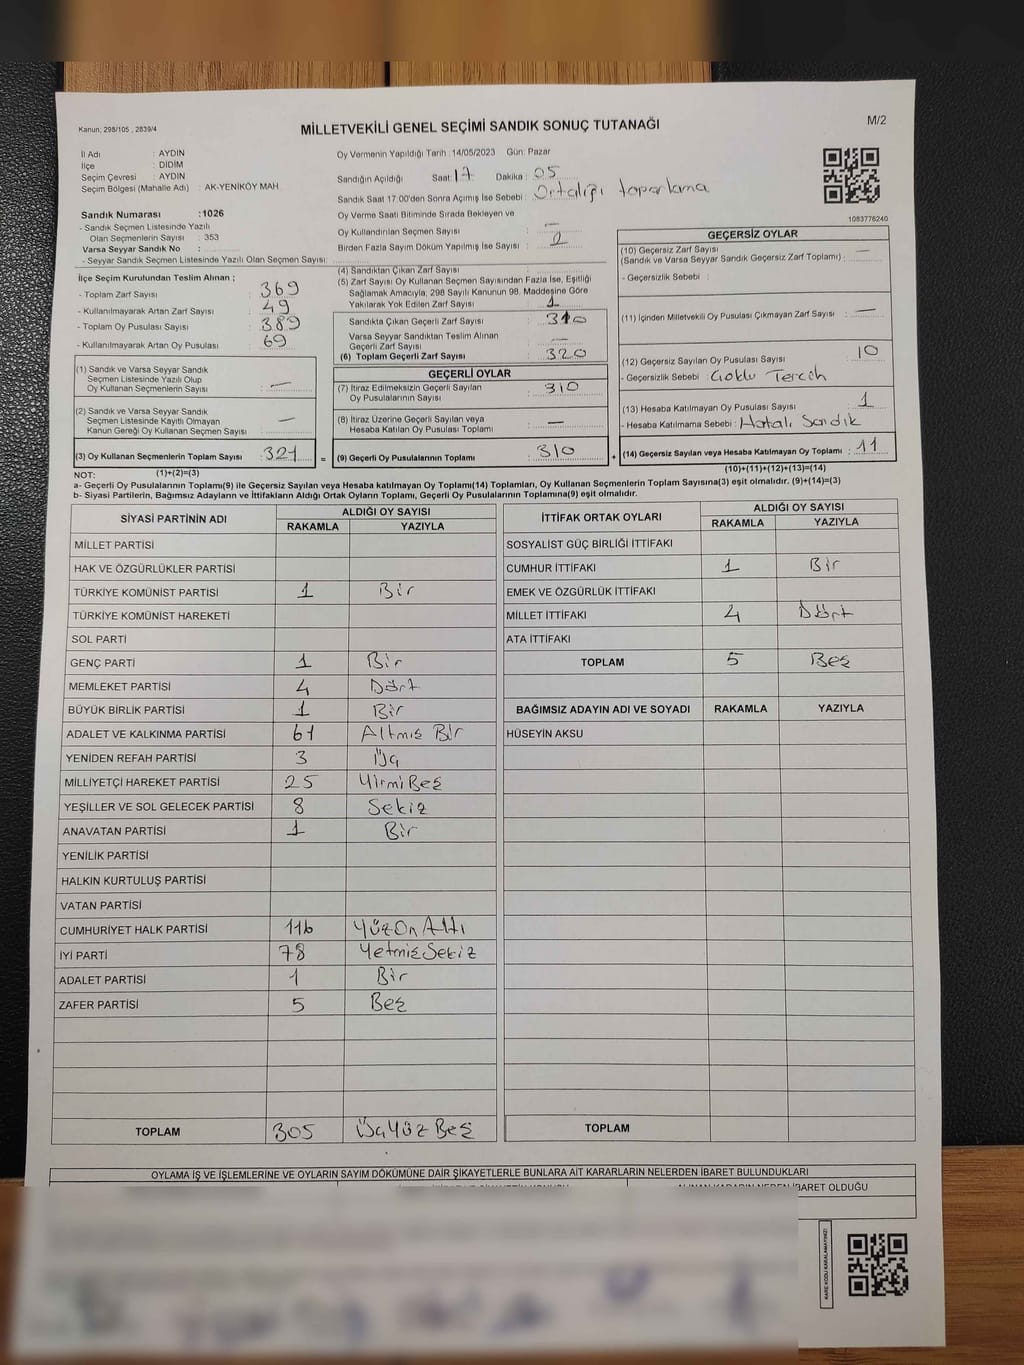 Kanun; 298/105 , 2839/4
MİLLETVEKİLİ GENEL SEÇİMİ SANDIK SONUÇ TUTANAĞI
M/2
İl Adı : AYDIN
İlçe : DİDİM
Seçim Çevresi : AYDIN
Seçim Bölgesi (Mahalle Adı) : AK-YENİKÖY MAH.
Sandık Numarası :1026
- Sandık Seçmen Listesinde Yazılı
Olan Seçmenlerin Sayısı : 353
Varsa Seyyar Sandık No :
- Seyyar Sandık Seçmen Listesinde Yazılı Olan Seçmen Sayısı :
Oy Vermenin Yapıldığı Tarih :14/05/2023 Gün: Pazar
Sandığın Açıldığı Saat: 17 Dakika : 05
Sandık Saat 17.00'den Sonra Açımış İse Sebebi : Ortalığı toparlama
Oy Verme Saati Bitiminde Sırada Bekleyen ve
Oy Kullandırılan Seçmen Sayısı : —
Birden Fazla Sayım Döküm Yapılmış İse Sayısı :
1083776240
İlçe Seçim Kurulundan Teslim Alınan ;
- Toplam Zarf Sayısı : 369
- Kullanılmayarak Artan Zarf Sayısı : 49
- Toplam Oy Pusulası Sayısı : 389
- Kullanılmayarak Artan Oy Pusulası : 69
(1) Sandık ve Varsa Seyyar Sandık
Seçmen Listesinde Yazılı Olup
Oy Kullanan Seçmenlerin Sayısı : —
(2) Sandık ve Varsa Seyyar Sandık
Seçmen Listesinde Kayıtlı Olmayan
Kanun Gereği Oy Kullanan Seçmen Sayısı : —
(3) Oy Kullanan Seçmenlerin Toplam Sayısı : 321 =
(4) Sandıktan Çıkan Zarf Sayısı :
(5) Zarf Sayısı Oy Kullanan Seçmen Sayısından Fazla İse, Eşitliği
Sağlamak Amacıyla; 298 Sayılı Kanunun 98. Maddesine Göre
Yakılarak Yok Edilen Zarf Sayısı : 1
Sandıkta Çıkan Geçerli Zarf Sayısı :
Varsa Seyyar Sandıktan Teslim Alınan
Geçerli Zarf Sayısı : —
(6) Toplam Geçerli Zarf Sayısı : 320
GEÇERLİ OYLAR
(7) İtiraz Edilmeksizin Geçerli Sayılan
Oy Pusulalarının Sayısı : 310
(8) İtiraz Üzerine Geçerli Sayılan veya
Hesaba Katılan Oy Pusulası Toplamı : —
(9) Geçerli Oy Pusulalarının Toplamı : 310 +
GEÇERSİZ OYLAR
(10) Geçersiz Zarf Sayısı
(Sandık ve Varsa Seyyar Sandık Geçersiz Zarf Toplamı) : —
- Geçersizlik Sebebi :
(11) İçinden Milletvekili Oy Pusulası Çıkmayan Zarf Sayısı : —
(12) Geçersiz Sayılan Oy Pusulası Sayısı : 10
- Geçersizlik Sebebi : Çoklu Tercih
(13) Hesaba Katılmayan Oy Pusulası Sayısı : 1
- Hesaba Katılmama Sebebi : Hatalı Sandık
(14) Geçersiz Sayılan veya Hesaba Katılmayan Oy Toplamı : 11
NOT: (1)+(2)=(3) (10)+(11)+(12)+(13)=(14)
a- Geçerli Oy Pusulalarının Toplamı(9) ile Geçersiz Sayılan veya Hesaba Katılmayan oy Toplamı(14) Toplamları, Oy Kullanan Seçmenlerin Toplam Sayısına(3) eşit olmalıdır. (9)+(14)=(3)
b- Siyasi Partilerin, Bağımsız Adayların ve İttifakların Aldığı Ortak Oyların Toplamı, Geçerli Oy Pusulalarının Toplamına(9) eşit olmalıdır.
SİYASİ PARTİNİN ADI ALDIĞI OY SAYISI
RAKAMLA YAZIYLA
MİLLET PARTİSİ
HAK VE ÖZGÜRLÜKLER PARTİSİ
TÜRKİYE KOMÜNİST PARTİSİ 1 Bir
TÜRKİYE KOMÜNİST HAREKETİ
SOL PARTİ
GENÇ PARTİ 1 Bir
MEMLEKET PARTİSİ 4 Dört
BÜYÜK BİRLİK PARTİSİ 1 Bir
ADALET VE KALKINMA PARTİSİ 61 Altmış Bir
YENİDEN REFAH PARTİSİ 3 Üç
MİLLİYETÇİ HAREKET PARTİSİ 25 YirmiBeş
YEŞİLLER VE SOL GELECEK PARTİSİ 8 Sekiz
ANAVATAN PARTİSİ 1 Bir
YENİLİK PARTİSİ
HALKIN KURTULUŞ PARTİSİ
VATAN PARTİSİ
CUMHURİYET HALK PARTİSİ 116 YüzOnAltı
İYİ PARTİ 78 YetmişSekiz
ADALET PARTİSİ 1 Bir
ZAFER PARTİSİ 5 Beş
TOPLAM 305 ÜçYüzBeş
İTTİFAK ORTAK OYLARI ALDIĞI OY SAYISI
RAKAMLA YAZIYLA
SOSYALİST GÜÇ BİRLİĞİ İTTİFAKI
CUMHUR İTTİFAKI 1 Bir
EMEK VE ÖZGÜRLÜK İTTİFAKI
MİLLET İTTİFAKI 4 Dört
ATA İTTİFAKI
TOPLAM 5 Beş
BAĞIMSIZ ADAYIN ADI VE SOYADI RAKAMLA YAZIYLA
HÜSEYİN AKSU
TOPLAM
OYLAMA İŞ VE İŞLEMLERİNE VE OYLARIN SAYIM DÖKÜMÜNE DAİR ŞİKAYETLERLE BUNLARA AİT KARARLARIN NELERDEN İBARET BULUNDUKLARI
ALINAN KARARIN NEDEN İBARET OLDUĞU
KARE KODU KARALAMAYINIZ!